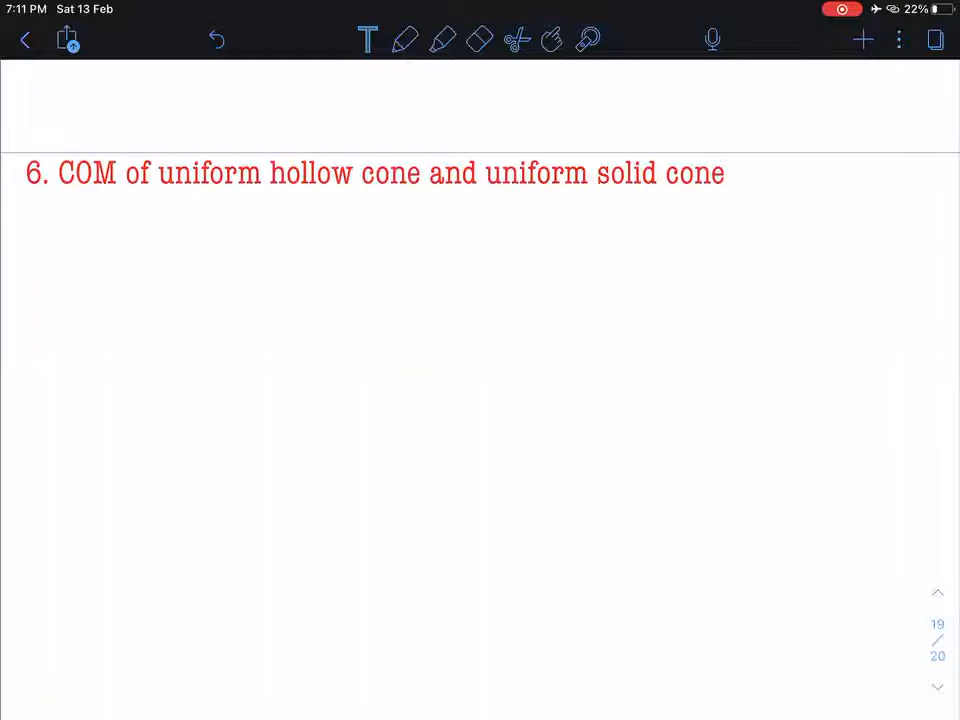 7:11 PM Sat 13 Feb 22%
T
6. COM of uniform hollow cone and uniform solid cone
19
/
20